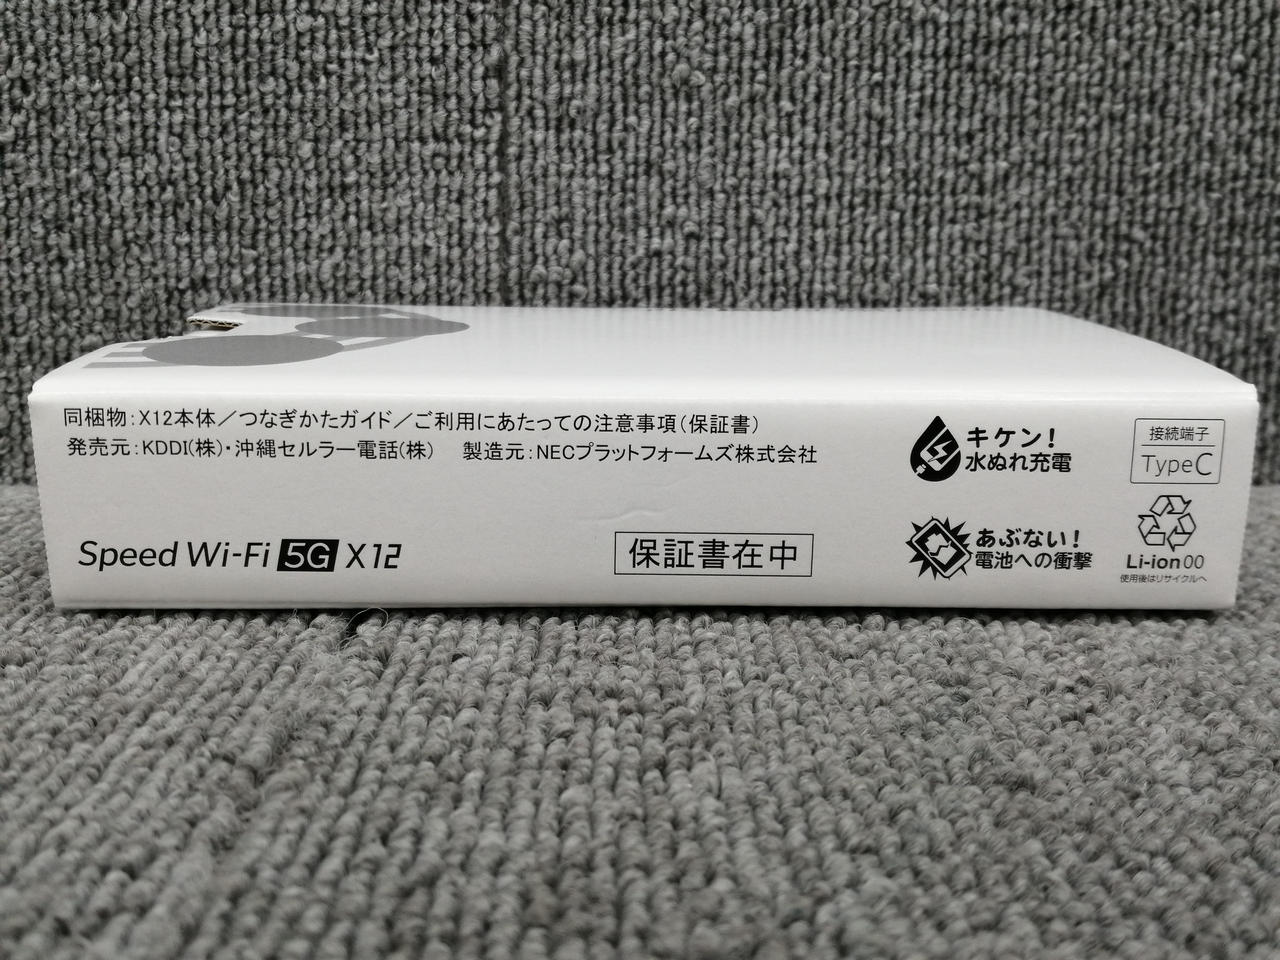 同梱物：X12本体／つなぎかたガイド／ご利用にあたっての注意事項（保証書）
発売元：KDDI(株)・沖縄セルラー電話(株)　製造元：NECプラットフォームズ株式会社
キケン！
水ぬれ充電
接続端子
TypeC
Speed Wi-Fi 5G X12
保証書在中
あぶない！
電池への衝撃
Li-ion 00
使用後はリサイクルへ